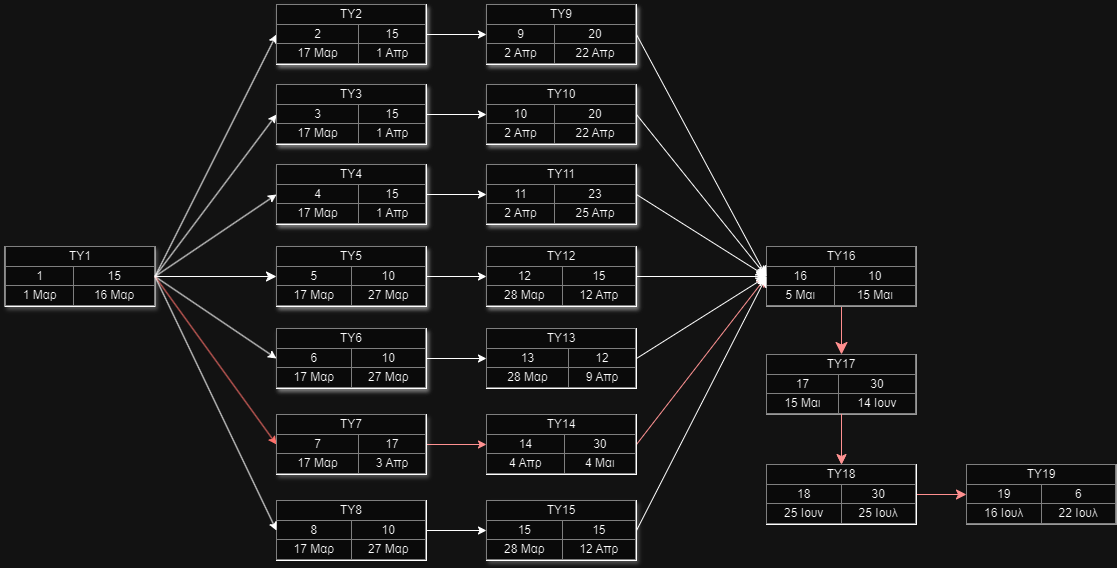 TY2
2 15
17 Μαρ 1 Απρ
TY9
9 20
2 Απρ 22 Απρ
TY3
3 15
17 Μαρ 1 Απρ
TY10
10 20
2 Απρ 22 Απρ
TY4
4 15
17 Μαρ 1 Απρ
TY11
11 23
2 Απρ 25 Απρ
TY1
1 15
1 Μαρ 16 Μαρ
TY5
5 10
17 Μαρ 27 Μαρ
TY12
12 15
28 Μαρ 12 Απρ
TY16
16 10
5 Μαι 15 Μαι
TY6
6 10
17 Μαρ 27 Μαρ
TY13
13 12
28 Μαρ 9 Απρ
TY17
17 30
15 Μαι 14 Ιουν
TY7
7 17
17 Μαρ 3 Απρ
TY14
14 30
4 Απρ 4 Μαι
TY18
18 30
25 Ιουν 25 Ιουλ
TY19
19 6
16 Ιουλ 22 Ιουλ
TY8
8 10
17 Μαρ 27 Μαρ
TY15
15 15
28 Μαρ 12 Απρ